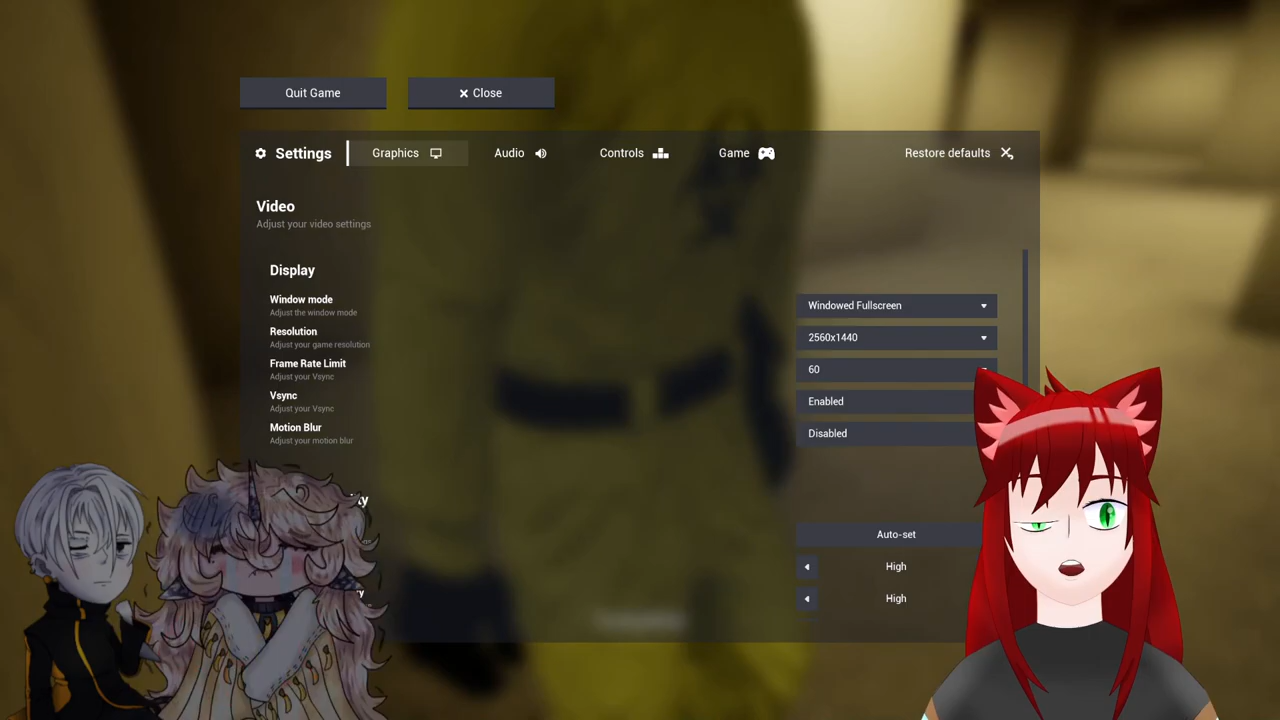 Quit Game
Close
Settings
Graphics
Audio
Controls
Game
Restore defaults
Video
Adjust your video settings
Display
Window mode
Adjust the window mode
Windowed Fullscreen
Resolution
Adjust your game resolution
2560x1440
Frame Rate Limit
Adjust your Vsync
60
Vsync
Adjust your Vsync
Enabled
Motion Blur
Adjust your motion blur
Disabled
Auto-set
High
High